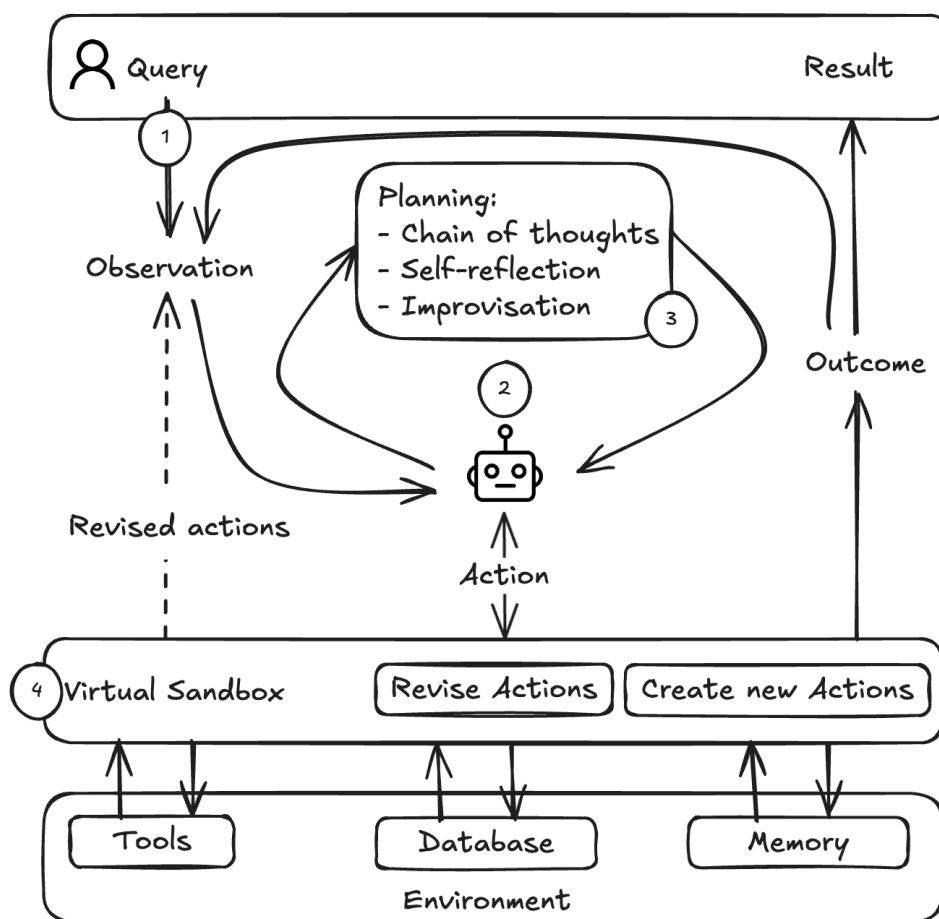 Query
Result
1
Planning:
- Chain of thoughts
- Self-reflection
- Improvisation
Observation
3
Outcome
2
Revised actions
Action
4
Virtual Sandbox
Revise Actions
Create new Actions
Tools
Database
Memory
Environment